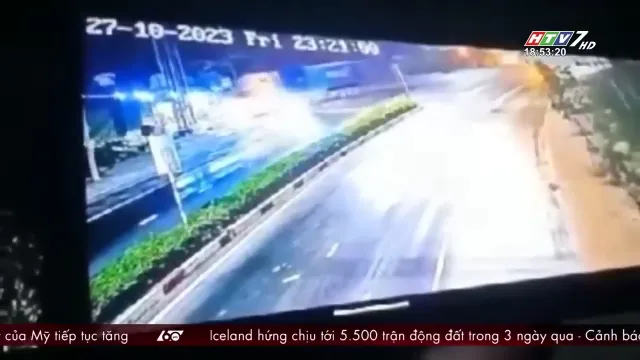 27-10-2023 Fri 23:21:00
HTV7 HD
18:53:20
của Mỹ tiếp tục tăng
60
Iceland hứng chịu tới 5.500 trận động đất trong 3 ngày qua - Cảnh